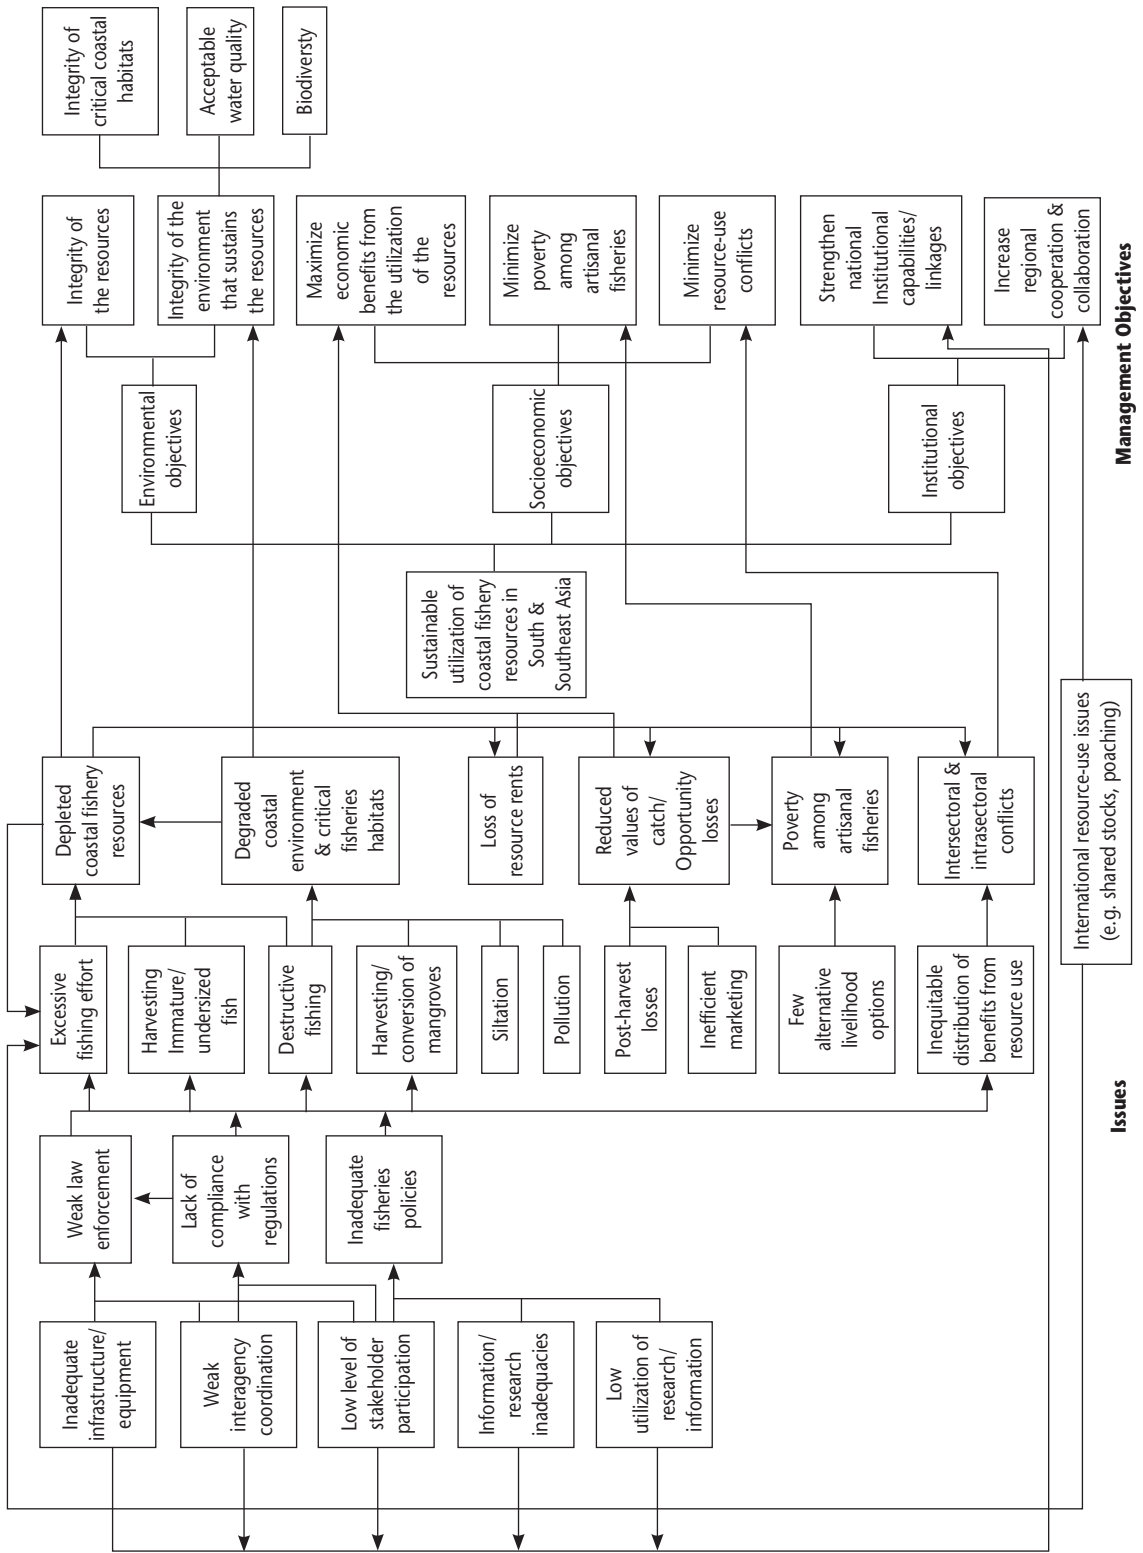 Inadequate
infrastructure/
equipment
Weak
interagency
coordination
Low level of
stakeholder
participation
Information/
research
inadequacies
Low
utilization of
research/
information
Weak law
enforcement
Lack of
compliance
with
regulations
Inadequate
fisheries
policies
Excessive
fishing effort
Harvesting
Immature/
undersized
fish
Destructive
fishing
Harvesting/
conversion of
mangroves
Siltation
Pollution
Post-harvest
losses
Inefficient
marketing
Few
alternative
livelihood
options
Inequitable
distribution of
benefits from
resource use
Depleted
coastal fishery
resources
Degraded
coastal
environment
& critical
fisheries
habitats
Loss of
resource rents
Reduced
values of
catch/
Opportunity
losses
Poverty
among
artisanal
fisheries
Intersectoral &
intrasectoral
conflicts
International resource-use issues
(e.g. shared stocks, poaching)
Issues
Sustainable
utilization of
coastal fishery
resources in
South &
Southeast Asia
Environmental
objectives
Socioeconomic
objectives
Institutional
objectives
Integrity of
the resources
Integrity of the
environment
that sustains
the resources
Maximize
economic
benefits from
the utilization
of the
resources
Minimize
poverty
among
artisanal
fisheries
Minimize
resource-use
conflicts
Strengthen
national
Institutional
capabilities/
linkages
Increase
regional
cooperation &
collaboration
Integrity of
critical coastal
habitats
Acceptable
water quality
Biodiversty
Management Objectives